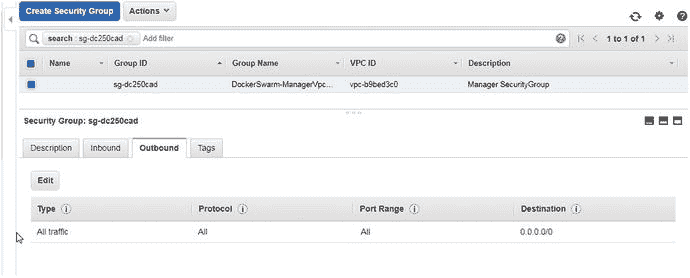 Create Security Group Actions
search : sg-dc250cad Add filter 1 to 1 of 1
Name Group ID Group Name VPC ID Description
sg-dc250cad DockerSwarm-ManagerVpc... vpc-b9bed3c0 Manager SecurityGroup
Security Group: sg-dc250cad
Description Inbound Outbound Tags
Edit
Type Protocol Port Range Destination
All traffic All All 0.0.0.0/0